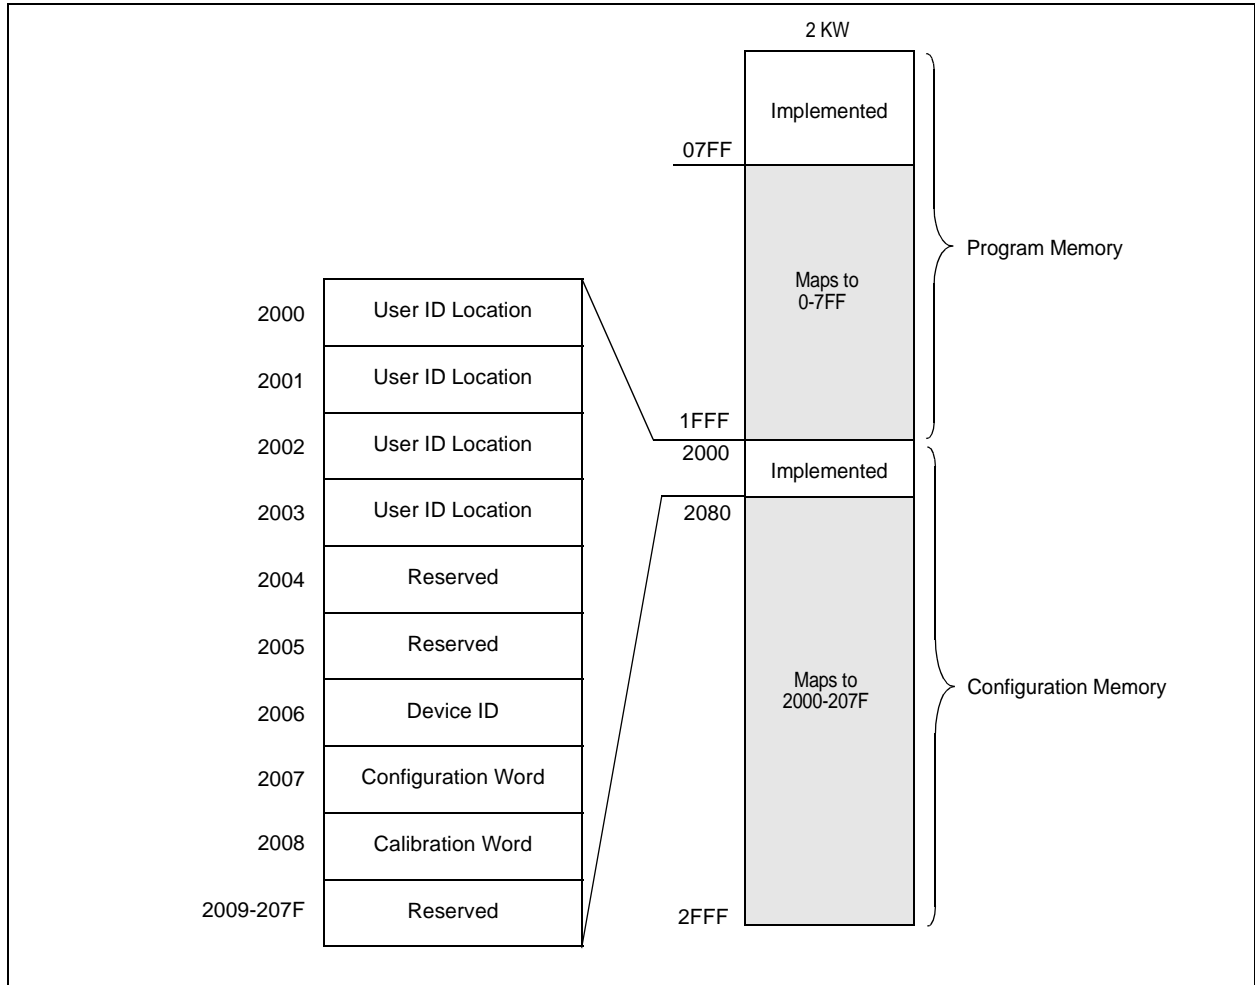 2 KW
Implemented
07FF
Maps to
0-7FF
Program Memory
1FFF
2000
Implemented
2080
Maps to
2000-207F
Configuration Memory
2FFF
2000 User ID Location
2001 User ID Location
2002 User ID Location
2003 User ID Location
2004 Reserved
2005 Reserved
2006 Device ID
2007 Configuration Word
2008 Calibration Word
2009-207F Reserved